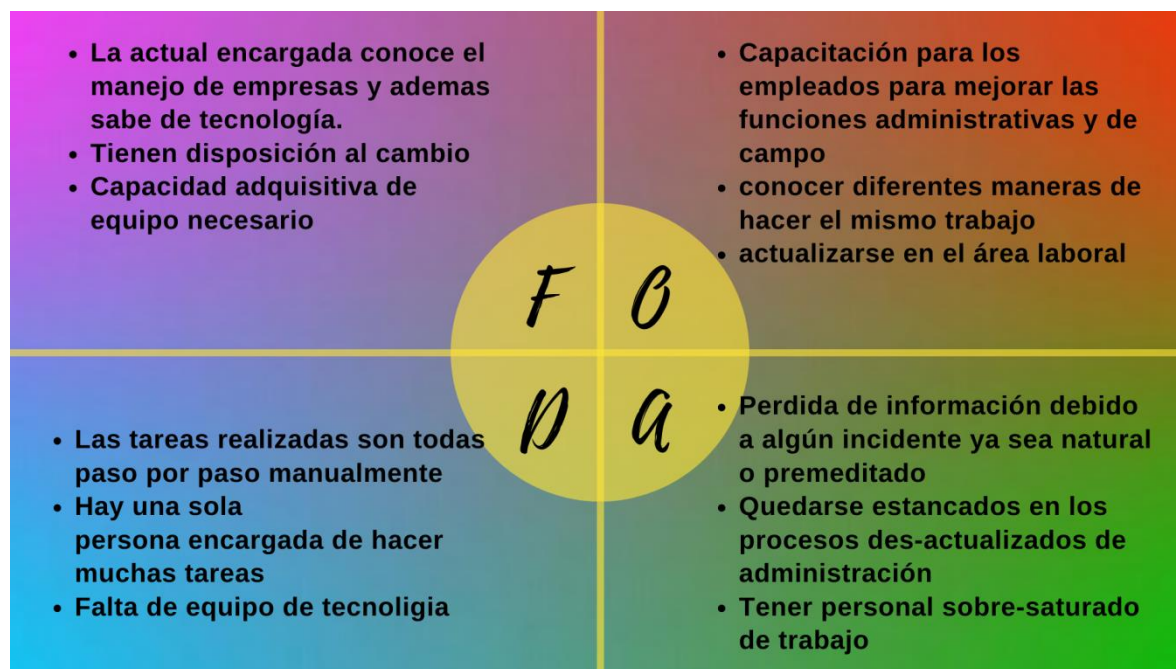 • La actual encargada conoce el
manejo de empresas y ademas
sabe de tecnología.
• Tienen disposición al cambio
• Capacidad adquisitiva de
equipo necesario
• Capacitación para los
empleados para mejorar las
funciones administrativas y de
campo
• conocer diferentes maneras de
hacer el mismo trabajo
• actualizarse en el área laboral
F O
D A
• Las tareas realizadas son todas
paso por paso manualmente
• Hay una sola
persona encargada de hacer
muchas tareas
• Falta de equipo de tecnoligia
• Perdida de información debido
a algún incidente ya sea natural
o premeditado
• Quedarse estancados en los
procesos des-actualizados de
administración
• Tener personal sobre-saturado
de trabajo